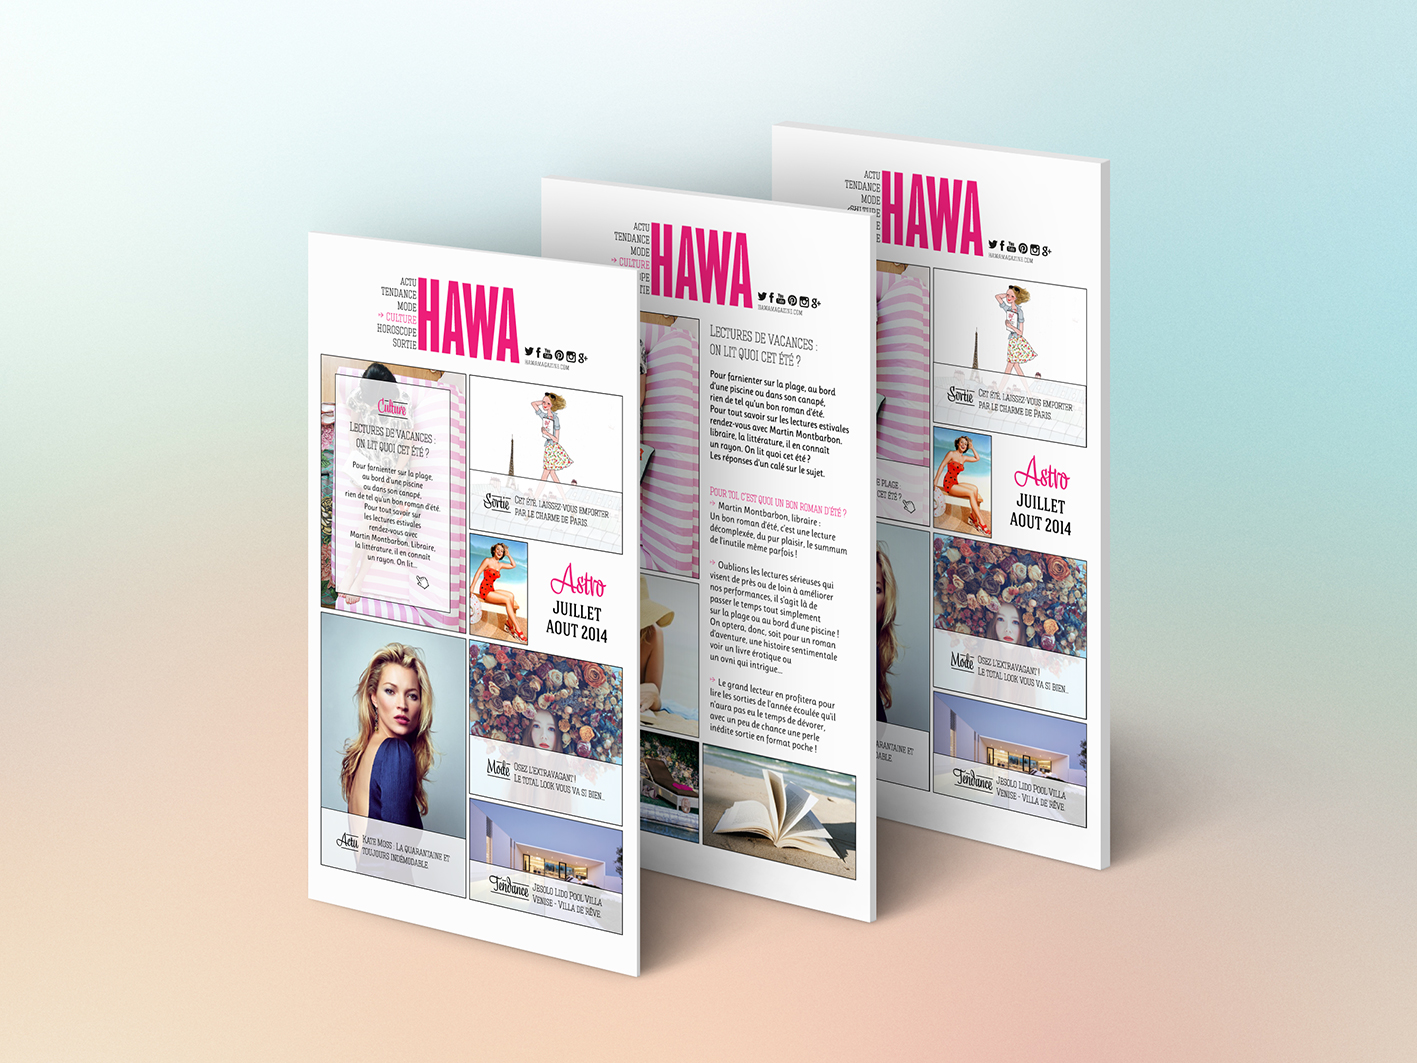 ACTU
TENDANCE
MODE
CULTURE
HOROSCOPE
SORTIE
HAWA
HAWAMAGAZINE.COM
Culture
LECTURES DE VACANCES :
ON LIT QUOI CET ÉTÉ ?
Pour farnienter sur la plage,
au bord d'une piscine
ou dans son canapé,
rien de tel qu'un bon roman d'été.
Pour tout savoir sur
les lectures estivales
rendez-vous avec
Martin Montbarbon. Libraire,
la littérature, il en connaît
un rayon. On lit...
Sortie
CET ÉTÉ, LAISSEZ-VOUS EMPORTER
PAR LE CHARME DE PARIS.
Astro
JUILLET
AOUT 2014
Mode
OSEZ L'EXTRAVAGANT !
LE TOTAL LOOK VOUS VA SI BIEN...
Actu
KATE MOSS : LA QUARANTAINE ET
TOUJOURS INDÉMODABLE.
Tendance
JESOLO LIDO POOL VILLA
VENISE - VILLA DE RÊVE
ACTU
TENDANCE
MODE
CULTURE
OPE
TIE
HAWA
HAWAMAGAZINE.COM
LECTURES DE VACANCES :
ON LIT QUOI CET ÉTÉ ?
Pour farnienter sur la plage, au bord
d'une piscine ou dans son canapé,
rien de tel qu'un bon roman d'été.
Pour tout savoir sur les lectures estivales
rendez-vous avec Martin Montbarbon.
libraire, la littérature, il en connaît
un rayon. On lit quoi cet été ?
Les réponses d'un calé sur le sujet.
POUR TOI, C'EST QUOI UN BON ROMAN D'ÉTÉ ?
Martin Montbarbon, libraire :
Un bon roman d'été, c'est une lecture
décomplexée, du pur plaisir, le summum
de l'inutile même parfois !
Oublions les lectures sérieuses qui
visent de près ou de loin à améliorer
nos performances, il s'agit là de
passer le temps tout simplement
sur la plage ou au bord d'une piscine !
On optera, donc, soit pour un roman
d'aventure, une histoire sentimentale
voir un livre érotique ou
un ovni qui intrigue...
Le grand lecteur en profitera pour
lire les sorties de l'année écoulée qu'il
n'aura pas eu le temps de dévorer,
avec un peu de chance une perle
inédite sortie en format poche !
ACTU
TENDANCE
MODE
CULTURE
E
E
HAWA
HAWAMAGAZINE.COM
Sortie
CET ÉTÉ, LAISSEZ-VOUS EMPORTER
PAR LE CHARME DE PARIS.
E PLAGE :
CET ÉTÉ ?
Astro
JUILLET
AOUT 2014
Mode
OSEZ L'EXTRAVAGANT !
LE TOTAL LOOK VOUS VA SI BIEN...
QUARANTAINE ET
MODABLE.
Tendance
JESOLO LIDO POOL VILLA
VENISE - VILLA DE RÊVE